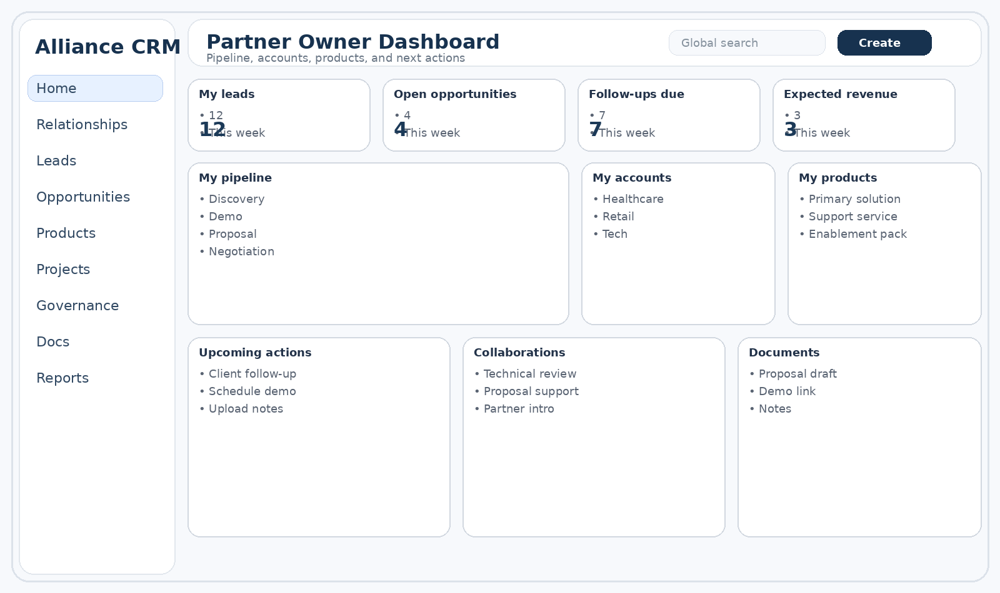 Alliance CRM
Home
Relationships
Leads
Opportunities
Products
Projects
Governance
Docs
Reports
Partner Owner Dashboard
Pipeline, accounts, products, and next actions
Global search
Create
My leads
• 12
• This week
12
Open opportunities
• 4
• This week
4
Follow-ups due
• 7
• This week
7
Expected revenue
• 3
• This week
3
My pipeline
• Discovery
• Demo
• Proposal
• Negotiation
My accounts
• Healthcare
• Retail
• Tech
My products
• Primary solution
• Support service
• Enablement pack
Upcoming actions
• Client follow-up
• Schedule demo
• Upload notes
Collaborations
• Technical review
• Proposal support
• Partner intro
Documents
• Proposal draft
• Demo link
• Notes